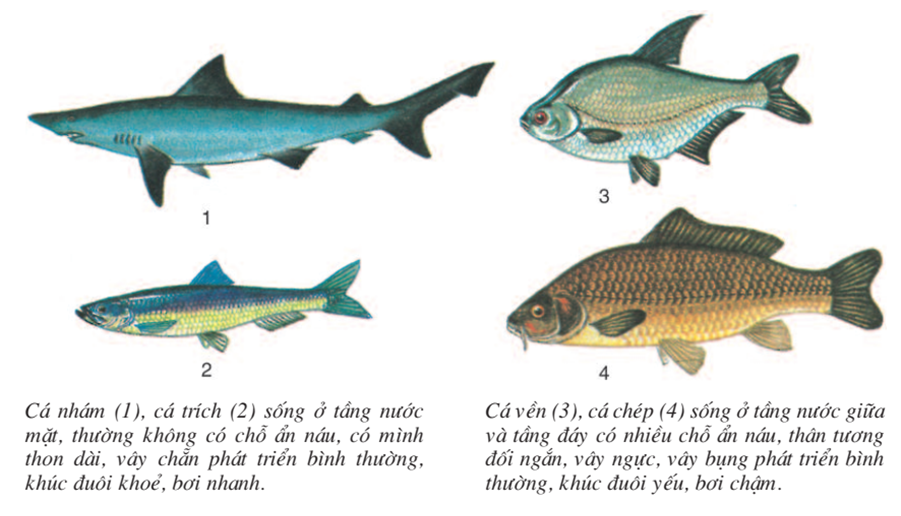 1
3
2
4
Cá nhám (1), cá trích (2) sống ở tầng nước
mặt, thường không có chỗ ẩn náu, có mình
thon dài, vây chẵn phát triển bình thường,
khúc đuôi khoẻ, bơi nhanh.
Cá vền (3), cá chép (4) sống ở tầng nước giữa
và tầng đáy có nhiều chỗ ẩn náu, thân tương
đối ngắn, vây ngực, vây bụng phát triển bình
thường, khúc đuôi yếu, bơi chậm.